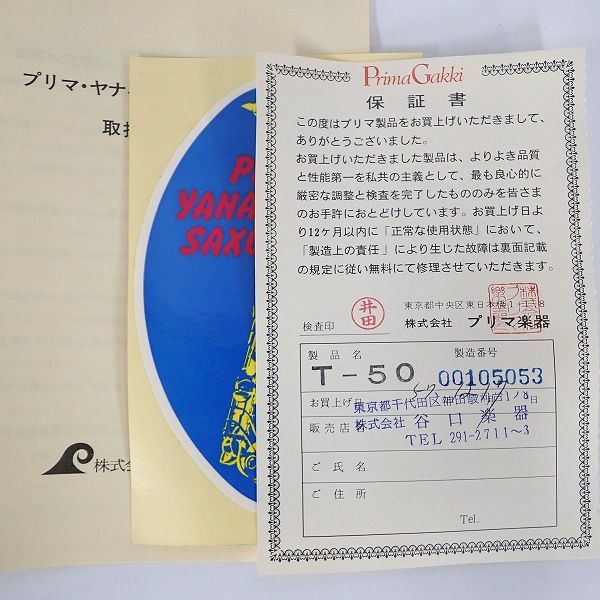 プリマ・ヤナ
取扱
株式会
P
YANA
SAXO
PrimaGakki
保証書
この度はプリマ製品をお買上げいただきまして、
ありがとうございました。
お買上げいただきました製品は、よりよき品質
と性能第一を私共の主義として、最も良心的に
厳密な調整と検査を完了したもののみを皆さま
のお手許におとどけしています。お買上げ日よ
り12ヶ月以内に「正常な使用状態」において、
「製造上の責任」により生じた故障は裏面記載
の規定に従い無料にて修理させていただきます。
検査印
井田
東京都中央区東日本橋1-1-8
株式会社 プリマ楽器
製品名
製造番号
T-50
00105053
お買上げ日
日
東京都千代田区神田駿河台1-8
販売店名
株式会社 谷口楽器
TEL 291-2711~3
ご氏名
ご住所
Tel.